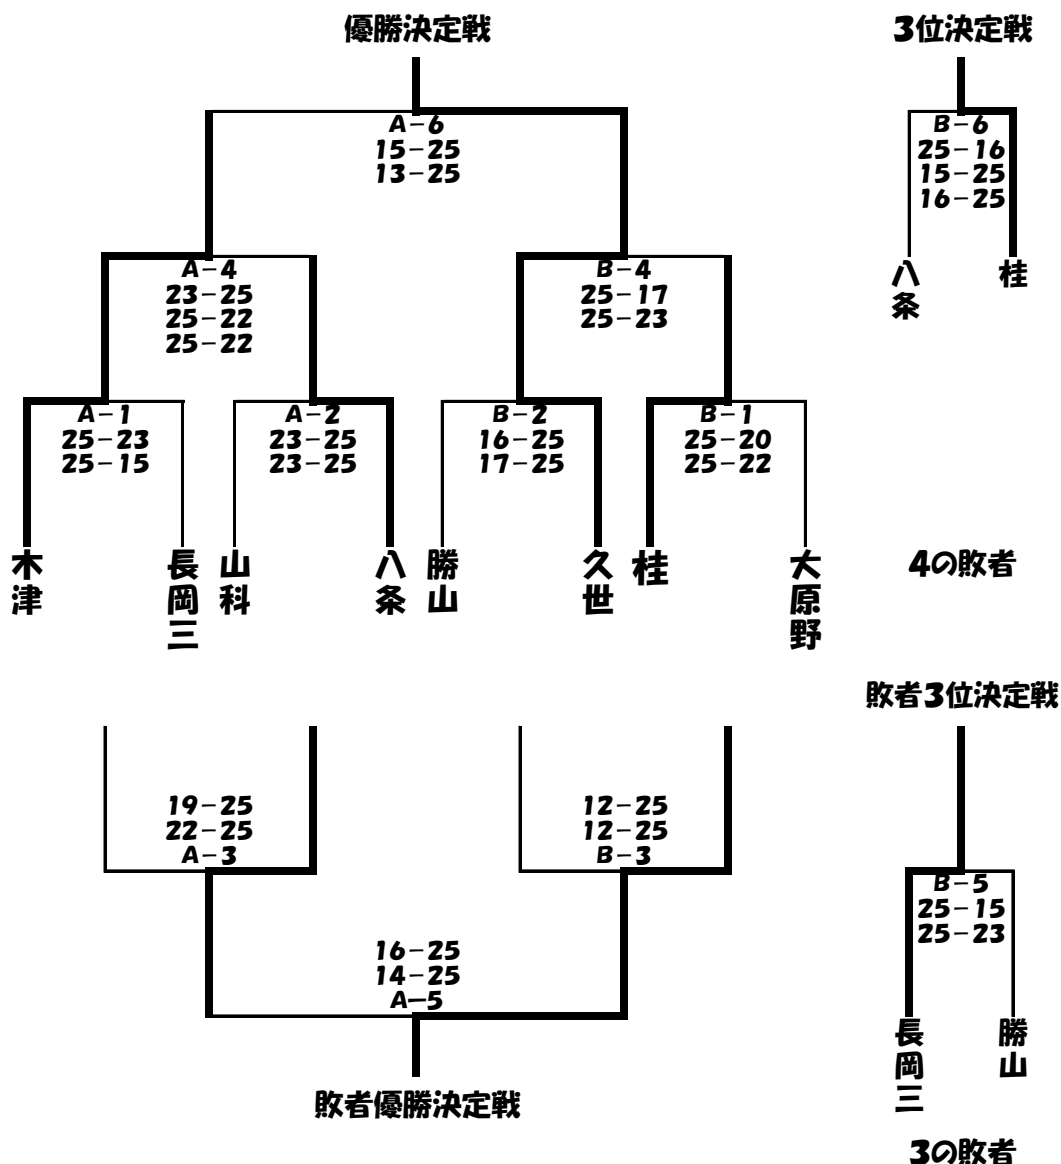 優勝決定戦
3位決定戦
A-6
15-25
13-25
B-6
25-16
15-25
16-25
八条
桂
A-4
23-25
25-22
25-22
B-4
25-17
25-23
A-1
25-23
25-15
A-2
23-25
23-25
B-2
16-25
17-25
B-1
25-20
25-22
木津
長岡三
山科
八条
勝山
久世
桂
大原野
4の敗者
敗者3位決定戦
19-25
22-25
A-3
12-25
12-25
B-3
B-5
25-15
25-23
16-25
14-25
A-5
長岡三
勝山
敗者優勝決定戦
3の敗者